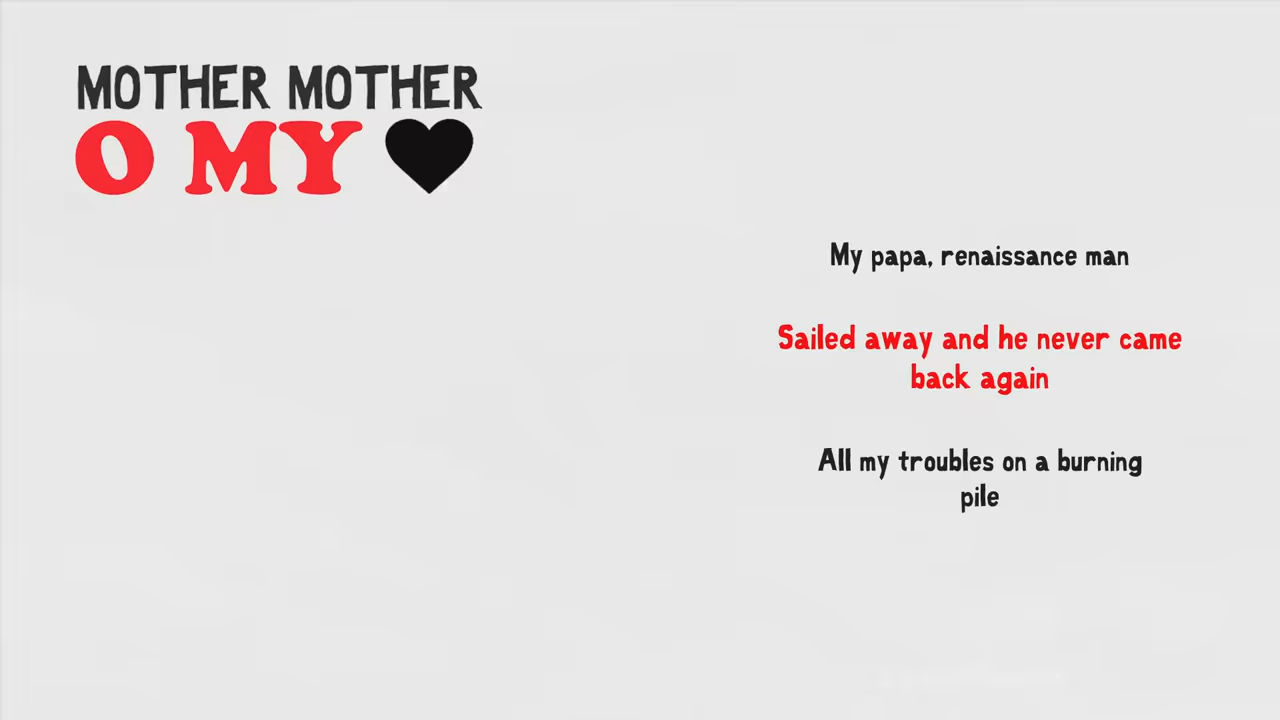 MOTHER MOTHER
O MY ♥
My papa, renaissance man
Sailed away and he never came
back again
All my troubles on a burning
pile